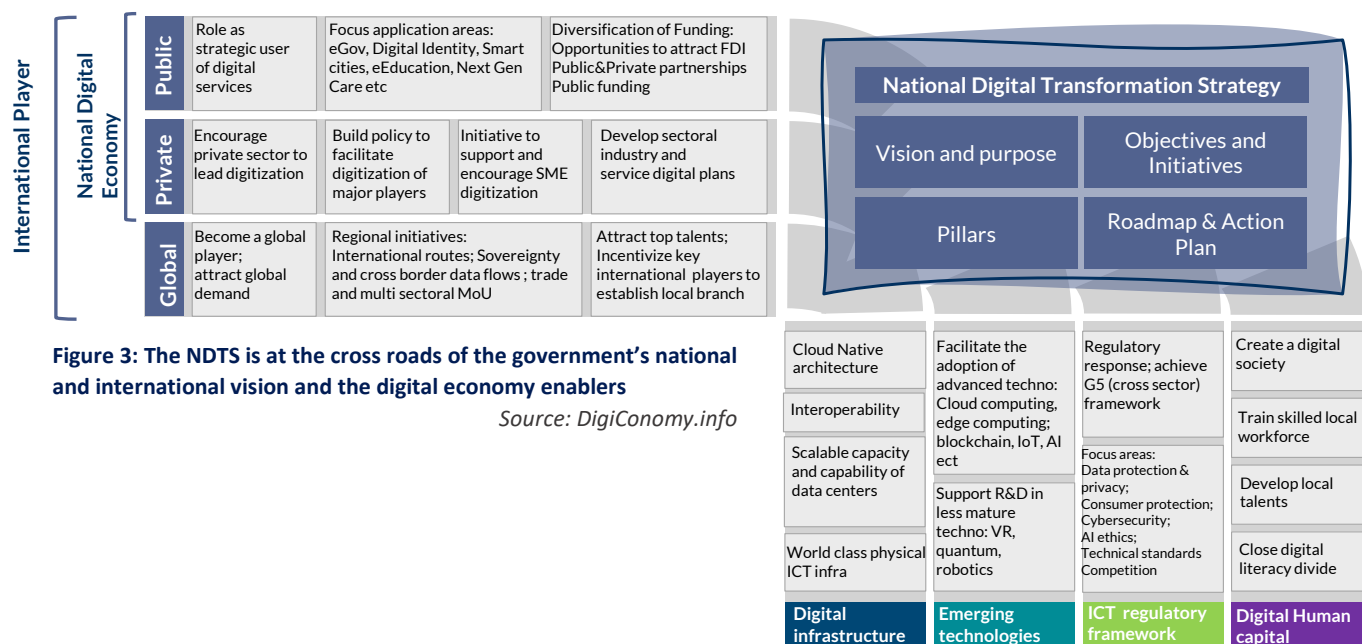 International Player
National Digital
Economy
Public
Role as
strategic user
of digital
services
Focus application areas:
eGov, Digital Identity, Smart
cities, eEducation, Next Gen
Care etc
Diversification of Funding:
Opportunities to attract FDI
Public&Private partnerships
Public funding
Private
Encourage
private sector to
lead digitization
Build policy to
facilitate
digitization of
major players
Initiative to
support and
encourage SME
digitization
Develop sectoral
industry and
service digital plans
Global
Become a global
player;
attract global
demand
Regional initiatives:
International routes; Sovereignty
and cross border data flows ; trade
and multi sectoral MoU
Attract top talents;
Incentivize key
international players to
establish local branch
National Digital Transformation Strategy
Vision and purpose
Objectives and
Initiatives
Pillars
Roadmap & Action
Plan
Figure 3: The NDTS is at the cross roads of the government's national
and international vision and the digital economy enablers
Source: DigiConomy.info
Cloud Native
architecture
Interoperability
Scalable capacity
and capability of
data centers
World class physical
ICT infra
Digital
infrastructure
Facilitate the
adoption of
advanced techno:
Cloud computing,
edge computing;
blockchain, IoT, AI
ect
Support R&D in
less mature
techno: VR,
quantum,
robotics
Emerging
technologies
Regulatory
response; achieve
G5 (cross sector)
framework
Focus areas:
Data protection &
privacy;
Consumer protection;
Cybersecurity;
AI ethics;
Technical standards
Competition
ICT regulatory
framework
Create a digital
society
Train skilled local
workforce
Develop local
talents
Close digital
literacy divide
Digital Human
capital